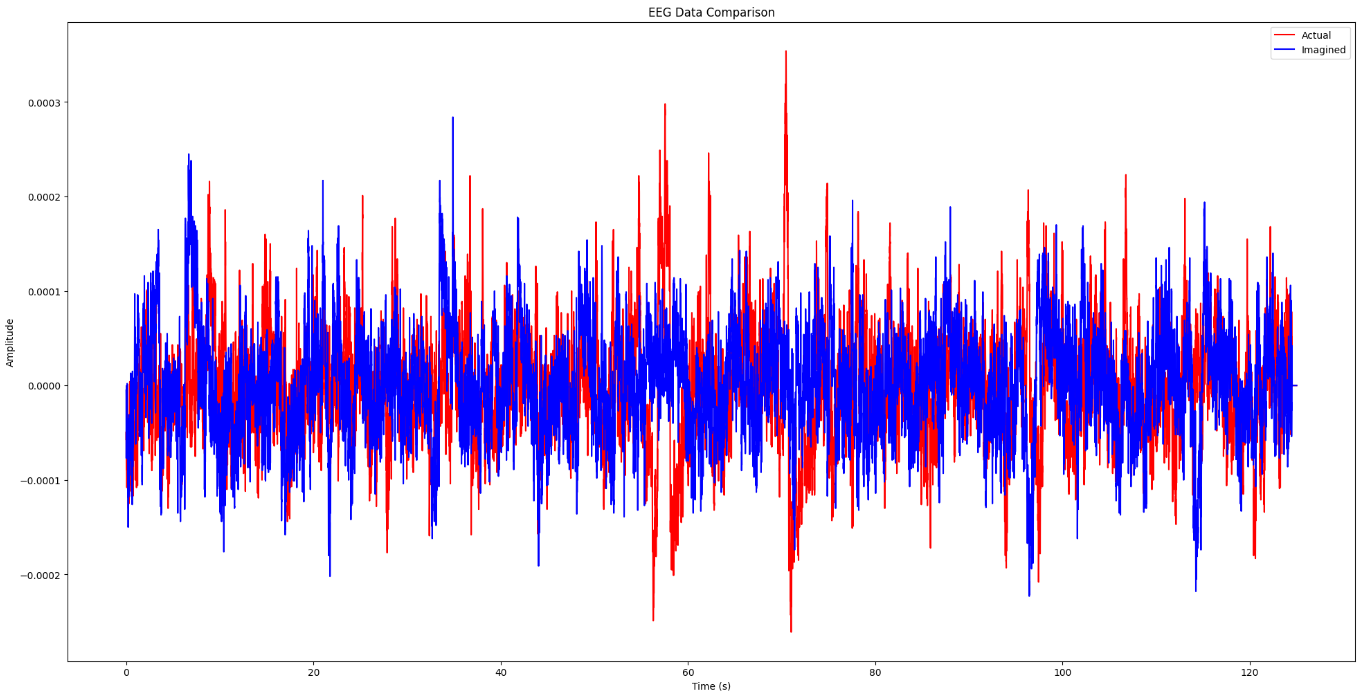 EEG Data Comparison
Actual
Imagined
0.0003
0.0002
0.0001
0.0000
−0.0001
−0.0002
Amplitude
0 20 40 60 80 100 120
Time (s)